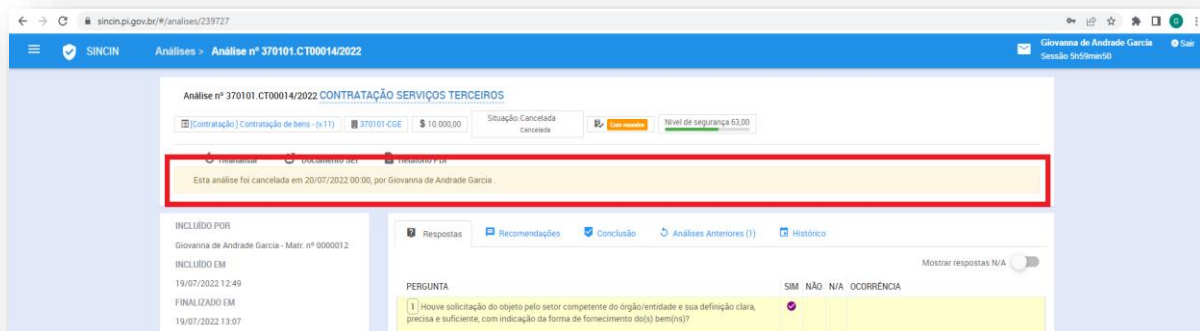 sincin.pi.gov.br/#/analises/239727
G
SINCIN
Análises > Análise nº 370101.CT00014/2022
Giovanna de Andrade Garcia
Sair
Sessão 5h59min50
Análise nº 370101.CT00014/2022 CONTRATAÇÃO SERVIÇOS TERCEIROS
[Contratação ] Contratação de bens - (v.11)
370101-CGE
$ 10.000,00
Situação: Cancelada
Cancelada
Com ressalva
Nível de segurança 63,00
Reanalisar
Documento SEI
Relatório PDF
Esta análise foi cancelada em 20/07/2022 00:00, por Giovanna de Andrade Garcia .
INCLUÍDO POR
Giovanna de Andrade Garcia - Matr. nº 0000012
INCLUÍDO EM
19/07/2022 12:49
FINALIZADO EM
19/07/2022 13:07
Respostas
Recomendações
Conclusão
Análises Anteriores (1)
Histórico
Mostrar respostas N/A
PERGUNTA
SIM NÃO N/A OCORRÊNCIA
1 Houve solicitação do objeto pelo setor competente do órgão/entidade e sua definição clara,
precisa e suficiente, com indicação da forma de fornecimento do(s) bem(ns)?